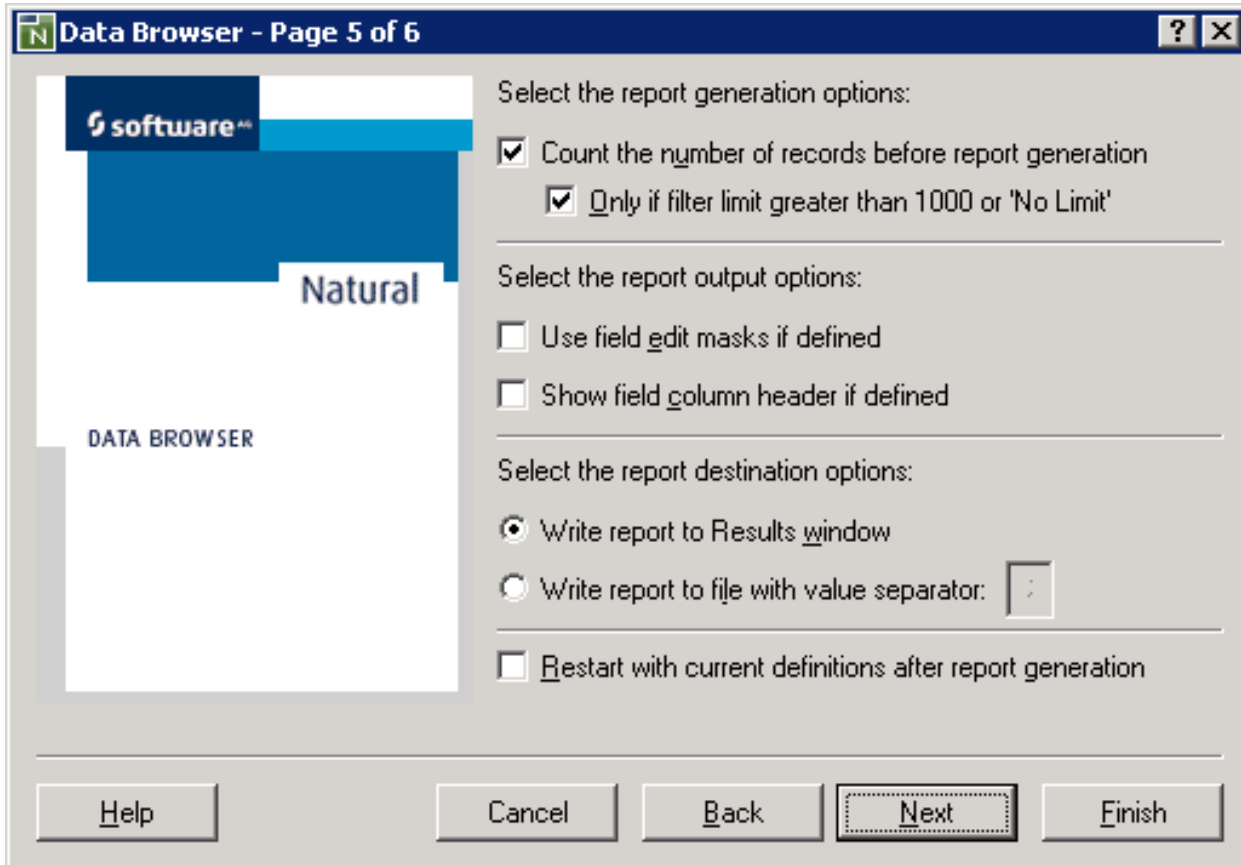 Data Browser - Page 5 of 6
software AG
Natural
DATA BROWSER
Select the report generation options:
Count the number of records before report generation
Only if filter limit greater than 1000 or 'No Limit'
Select the report output options:
Use field edit masks if defined
Show field column header if defined
Select the report destination options:
Write report to Results window
Write report to file with value separator: ;
Restart with current definitions after report generation
Help Cancel Back Next Finish